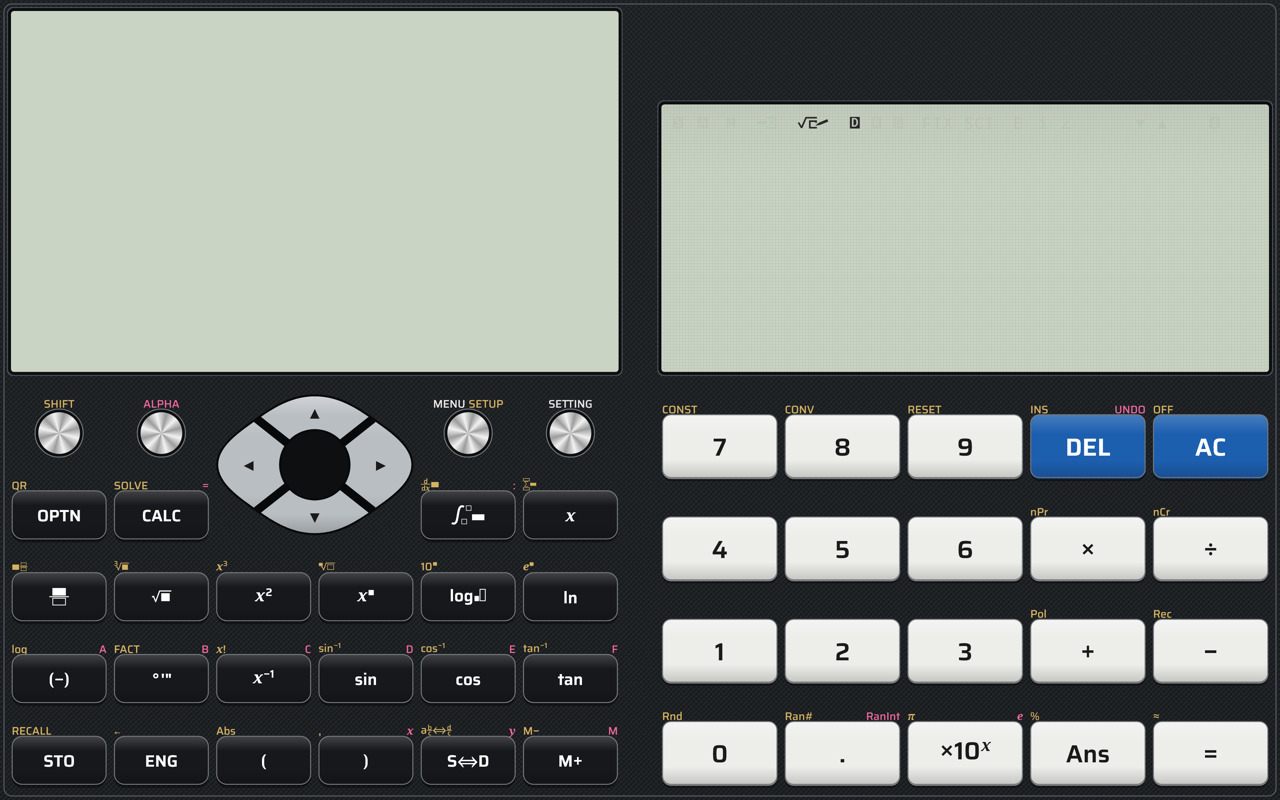 √ D
SHIFT ALPHA MENU SETUP SETTING
QR SOLVE = :
OPTN CALC ∫ x
x³ 10 e
√ x² x log ln
log A FACT B x! C sin⁻¹ D cos⁻¹ E tan⁻¹ F
(−) °'" x⁻¹ sin cos tan
RECALL ← Abs , x y M− M
STO ENG ( ) S⇔D M+
CONST CONV RESET INS UNDO OFF
7 8 9 DEL AC
nPr nCr
4 5 6 × ÷
Pol Rec
1 2 3 + −
Rnd Ran# RanInt π e % ≈
0 . ×10ˣ Ans =